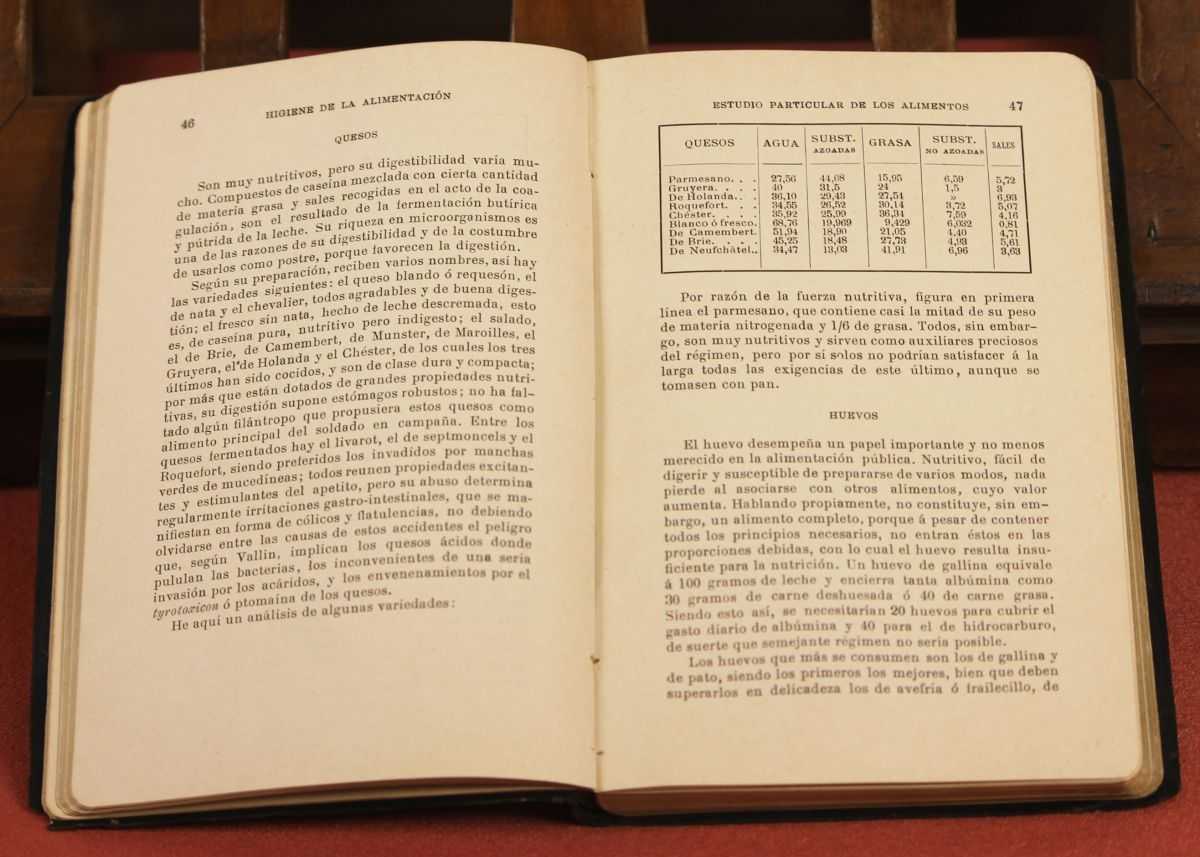 46
HIGIENE DE LA ALIMENTACIÓN
QUESOS
Son muy nutritivos, pero su digestibilidad varía mu-
cho. Compuestos de caseína mezclada con cierta cantidad
de materia grasa y sales recogidas en el acto de la coa-
gulación, son el resultado de la fermentación butírica
y pútrida de la leche. Su riqueza en microorganismos es
una de las razones de su digestibilidad y de la costumbre
de usarlos como postre, porque favorecen la digestión.
Según su preparación, reciben varios nombres, así hay
las variedades siguientes: el queso blando ó requesón, el
de nata y el chevalier, todos agradables y de buena diges-
tión; el fresco sin nata, hecho de leche descremada, esto
es, de caseína pura, nutritivo pero indigesto; el salado,
el de Brie, de Camembert, de Munster, de Maroilles, el
Gruyera, el de Holanda y el Chéster, de los cuales los tres
últimos han sido cocidos, y son de clase dura y compacta;
por más que están dotados de grandes propiedades nutri-
tivas, su digestión supone estómagos robustos; no ha fal-
tado algún filántropo que propusiera estos quesos como
alimento principal del soldado en campaña. Entre los
quesos fermentados hay el livarot, el de septmoncels y el
Roquefort, siendo preferidos los invadidos por manchas
verdes de mucedíneas; todos reunen propiedades excitan-
tes y estimulantes del apetito, pero su abuso determina
regularmente irritaciones gastro-intestinales, que se ma-
nifiestan en forma de cólicos y flatulencias, no debiendo
olvidarse entre las causas de estos accidentes el peligro
que, según Vallin, implican los quesos ácidos donde
pululan las bacterias, los inconvenientes de una seria
invasión por los acáridos, y los envenenamientos por el
tyrotoxicon ó ptomaína de los quesos.
He aquí un análisis de algunas variedades:
ESTUDIO PARTICULAR DE LOS ALIMENTOS 47
QUESOS AGUA SUBST. AZOADAS GRASA SUBST. NO AZOADAS SALES
Parmesano. . . 27,56 44,08 15,95 6,59 5,72
Gruyera. . . . 40 31,5 24 1,5 3
De Holanda. . . 36,10 29,43 27,54 » 6,93
Roquefort. . . 34,55 26,52 30,14 3,72 5,07
Chéster. . . . 35,92 25,99 36,34 7,59 4,16
Blanco ó fresco. 68,76 19,969 9,429 6,032 0,81
De Camembert. 51,94 18,90 21,05 4,40 4,71
De Brie. . . . 45,25 18,48 27,73 4,93 5,61
De Neufchâtel. . 34,47 13,03 41,91 6,96 3,63
Por razón de la fuerza nutritiva, figura en primera
línea el parmesano, que contiene casi la mitad de su peso
de materia nitrogenada y 1/6 de grasa. Todos, sin embar-
go, son muy nutritivos y sirven como auxiliares preciosos
del régimen, pero por sí solos no podrían satisfacer á la
larga todas las exigencias de este último, aunque se
tomasen con pan.
HUEVOS
El huevo desempeña un papel importante y no menos
merecido en la alimentación pública. Nutritivo, fácil de
digerir y susceptible de prepararse de varios modos, nada
pierde al asociarse con otros alimentos, cuyo valor
aumenta. Hablando propiamente, no constituye, sin em-
bargo, un alimento completo, porque á pesar de contener
todos los principios necesarios, no entran éstos en las
proporciones debidas, con lo cual el huevo resulta insu-
ficiente para la nutrición. Un huevo de gallina equivale
á 100 gramos de leche y encierra tanta albúmina como
30 gramos de carne deshuesada ó 40 de carne grasa.
Siendo esto así, se necesitarían 20 huevos para cubrir el
gasto diario de albúmina y 40 para el de hidrocarburo,
de suerte que semejante régimen no sería posible.
Los huevos que más se consumen son los de gallina y
de pato, siendo los primeros los mejores, bien que deben
superarlos en delicadeza los de avefría ó frailecillo, de